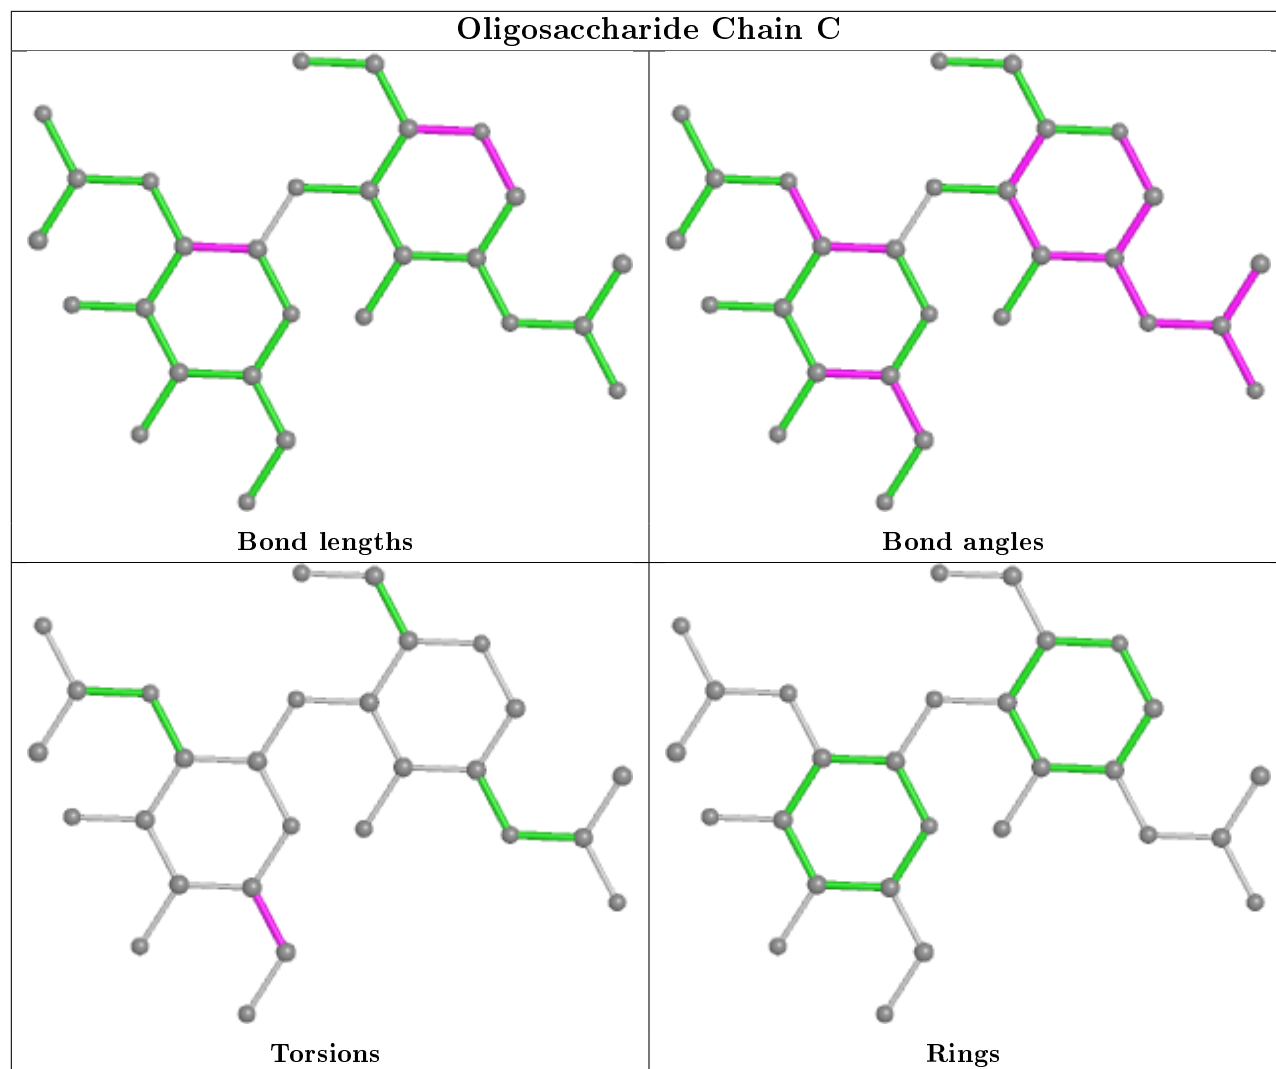 Oligosaccharide Chain C
Bond lengths
Bond angles
Torsions
Rings